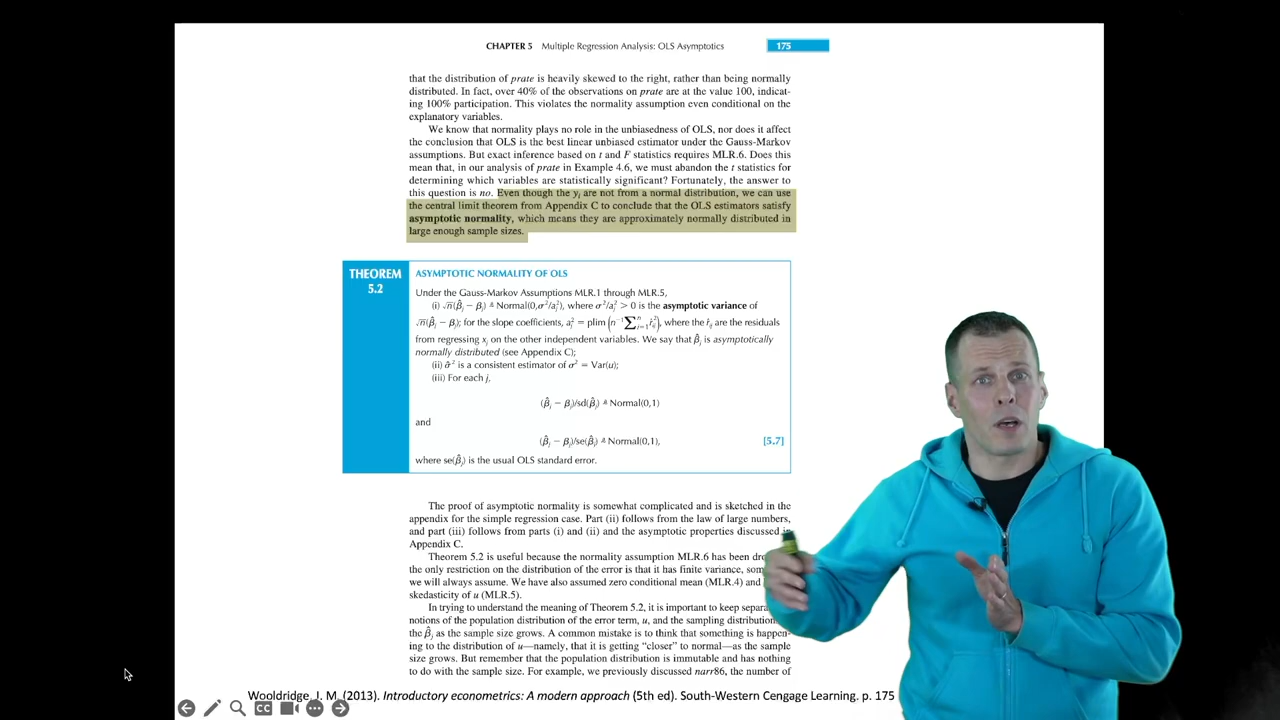 CHAPTER 5 Multiple Regression Analysis: OLS Asymptotics 175
that the distribution of prate is heavily skewed to the right, rather than being normally
distributed. In fact, over 40% of the observations on prate are at the value 100, indicat-
ing 100% participation. This violates the normality assumption even conditional on the
explanatory variables.
We know that normality plays no role in the unbiasedness of OLS, nor does it affect
the conclusion that OLS is the best linear unbiased estimator under the Gauss-Markov
assumptions. But exact inference based on t and F statistics requires MLR.6. Does this
mean that, in our analysis of prate in Example 4.6, we must abandon the t statistics for
determining which variables are statistically significant? Fortunately, the answer to
this question is no. Even though the yᵢ are not from a normal distribution, we can use
the central limit theorem from Appendix C to conclude that the OLS estimators satisfy
asymptotic normality, which means they are approximately normally distributed in
large enough sample sizes.
THEOREM
5.2
ASYMPTOTIC NORMALITY OF OLS
Under the Gauss-Markov Assumptions MLR.1 through MLR.5,
(i) √n(β̂ⱼ − βⱼ) ~ª Normal(0,σ²/aⱼ²), where σ²/aⱼ² > 0 is the asymptotic variance of
√n(β̂ⱼ − βⱼ); for the slope coefficients, aⱼ² = plim (n⁻¹∑ⁿᵢ₌₁ r̂ᵢⱼ²), where the r̂ᵢⱼ are the residuals
from regressing xⱼ on the other independent variables. We say that β̂ⱼ is asymptotically
normally distributed (see Appendix C);
(ii) σ̂² is a consistent estimator of σ² = Var(u);
(iii) For each j,
(β̂ⱼ − βⱼ)/sd(β̂ⱼ) ~ª Normal(0,1)
and
(β̂ⱼ − βⱼ)/se(β̂ⱼ) ~ª Normal(0,1), [5.7]
where se(β̂ⱼ) is the usual OLS standard error.
The proof of asymptotic normality is somewhat complicated and is sketched in the
appendix for the simple regression case. Part (ii) follows from the law of large numbers,
and part (iii) follows from parts (i) and (ii) and the asymptotic properties discussed in
Appendix C.
Theorem 5.2 is useful because the normality assumption MLR.6 has been
the only restriction on the distribution of the error is that it has finite variance,
we will always assume. We have also assumed zero conditional mean (MLR.4) and
skedasticity of u (MLR.5).
In trying to understand the meaning of Theorem 5.2, it is important to keep
notions of the population distribution of the error term, u, and the sampling
the β̂ⱼ as the sample size grows. A common mistake is to think that something is happen-
ing to the distribution of u—namely, that it is getting “closer” to normal—as the sample
size grows. But remember that the population distribution is immutable and has nothing
to do with the sample size. For example, we previously discussed narr86, the number of
Wooldridge, J. M. (2013). Introductory econometrics: A modern approach (5th ed). South-Western Cengage Learning. p. 175
CC